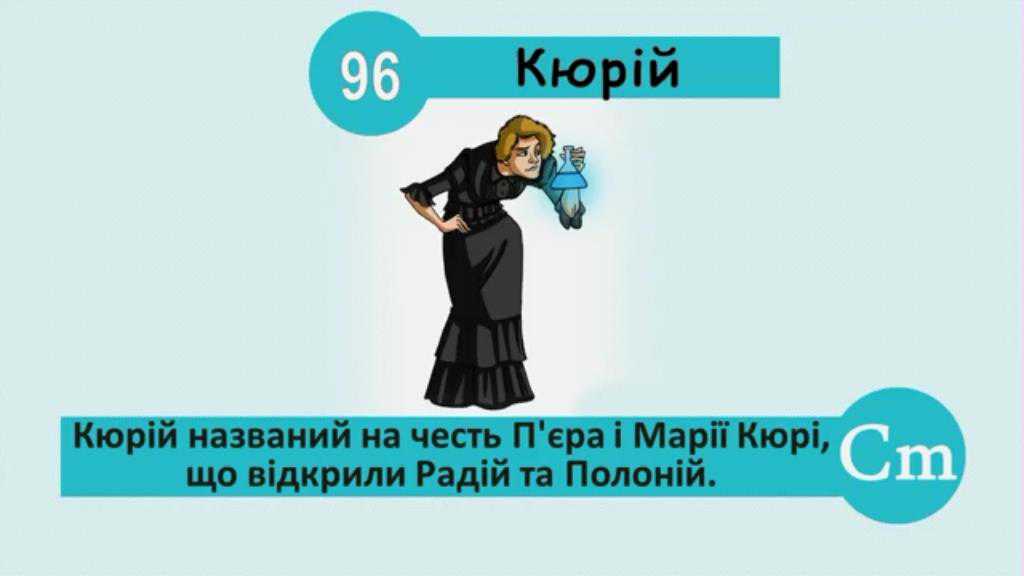 96
Кюрій
Кюрій названий на честь П'єра і Марії Кюрі,
що відкрили Радій та Полоній.
Cm